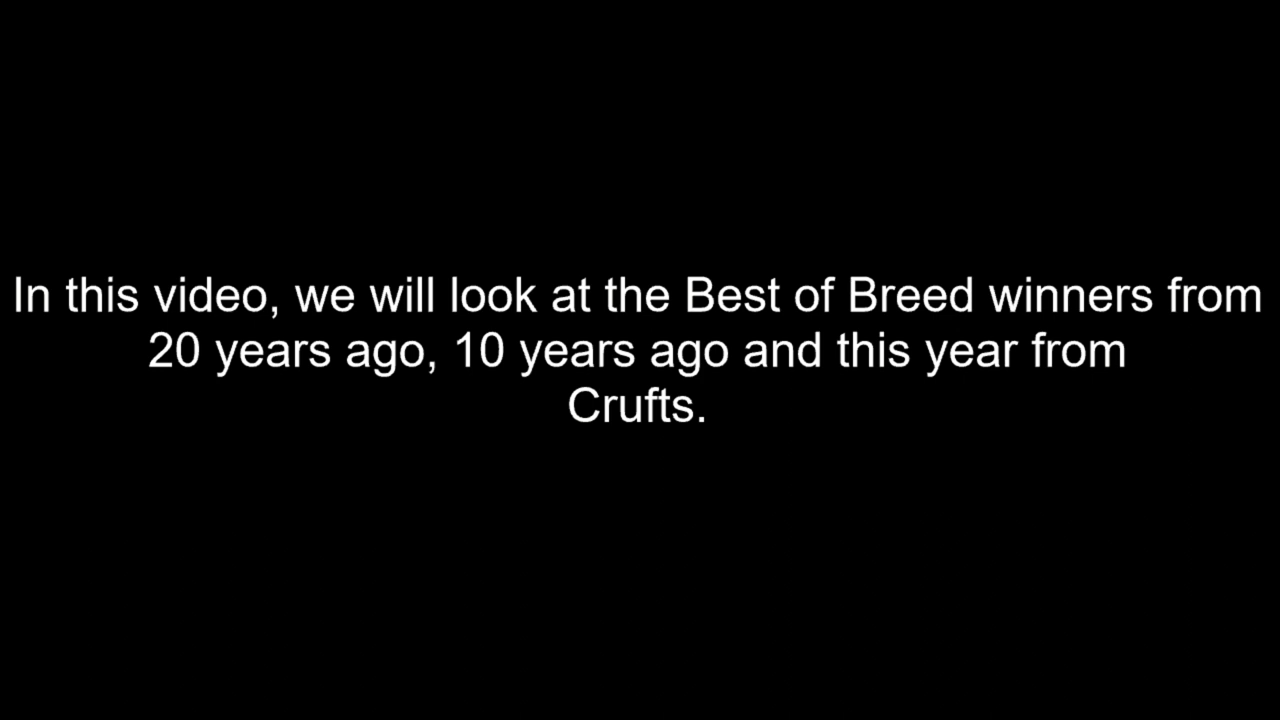 In this video, we will look at the Best of Breed winners from
20 years ago, 10 years ago and this year from
Crufts.